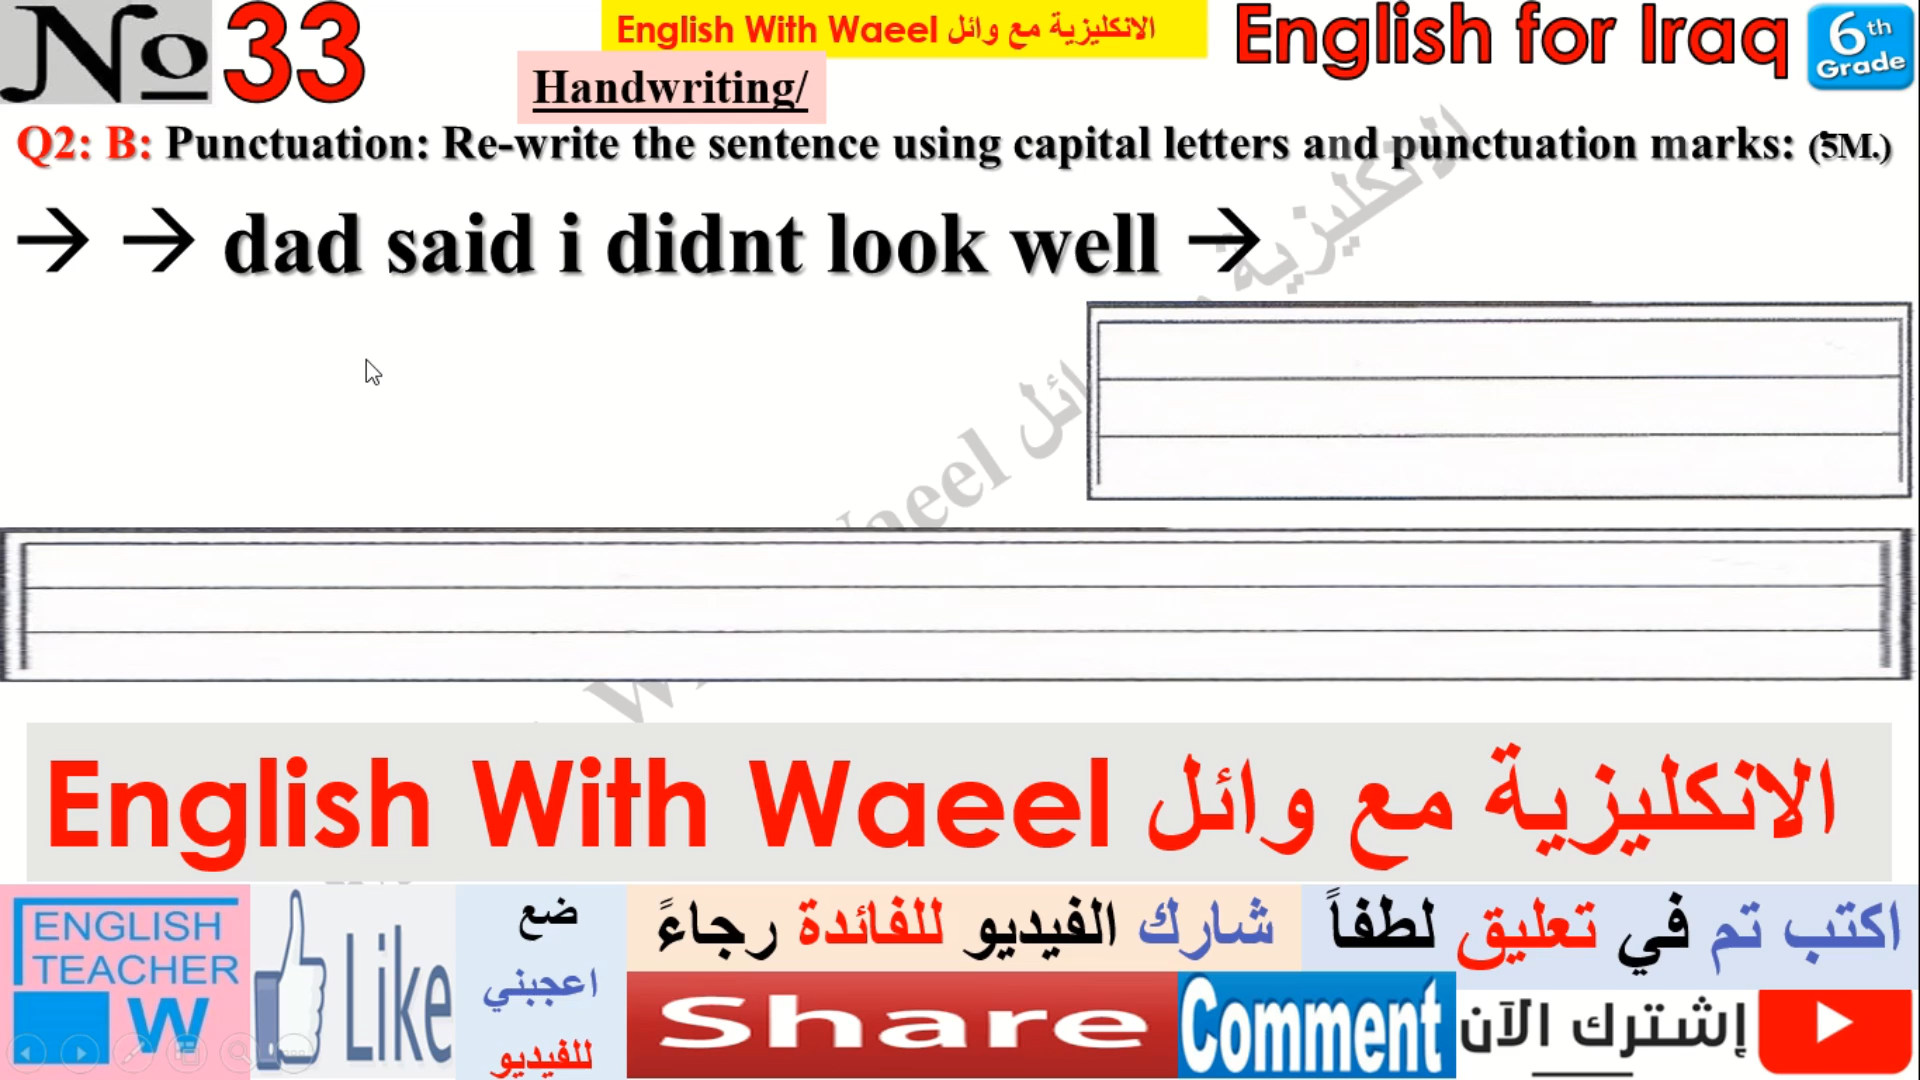 No 33
English With Waeel الانكليزية مع وائل
English for Iraq
6th Grade
Handwriting/
Q2: B: Punctuation: Re-write the sentence using capital letters and punctuation marks: (5M.)
→ → dad said i didnt look well →
الانكليزية
وائل Waeel
English With Waeel الانكليزية مع وائل
ENGLISH
TEACHER
W
Like
ضع
اعجبني
للفيديو
شارك الفيديو للفائدة رجاءً
اكتب تم في تعليق لطفاً
Share
Comment
إشترك الآن